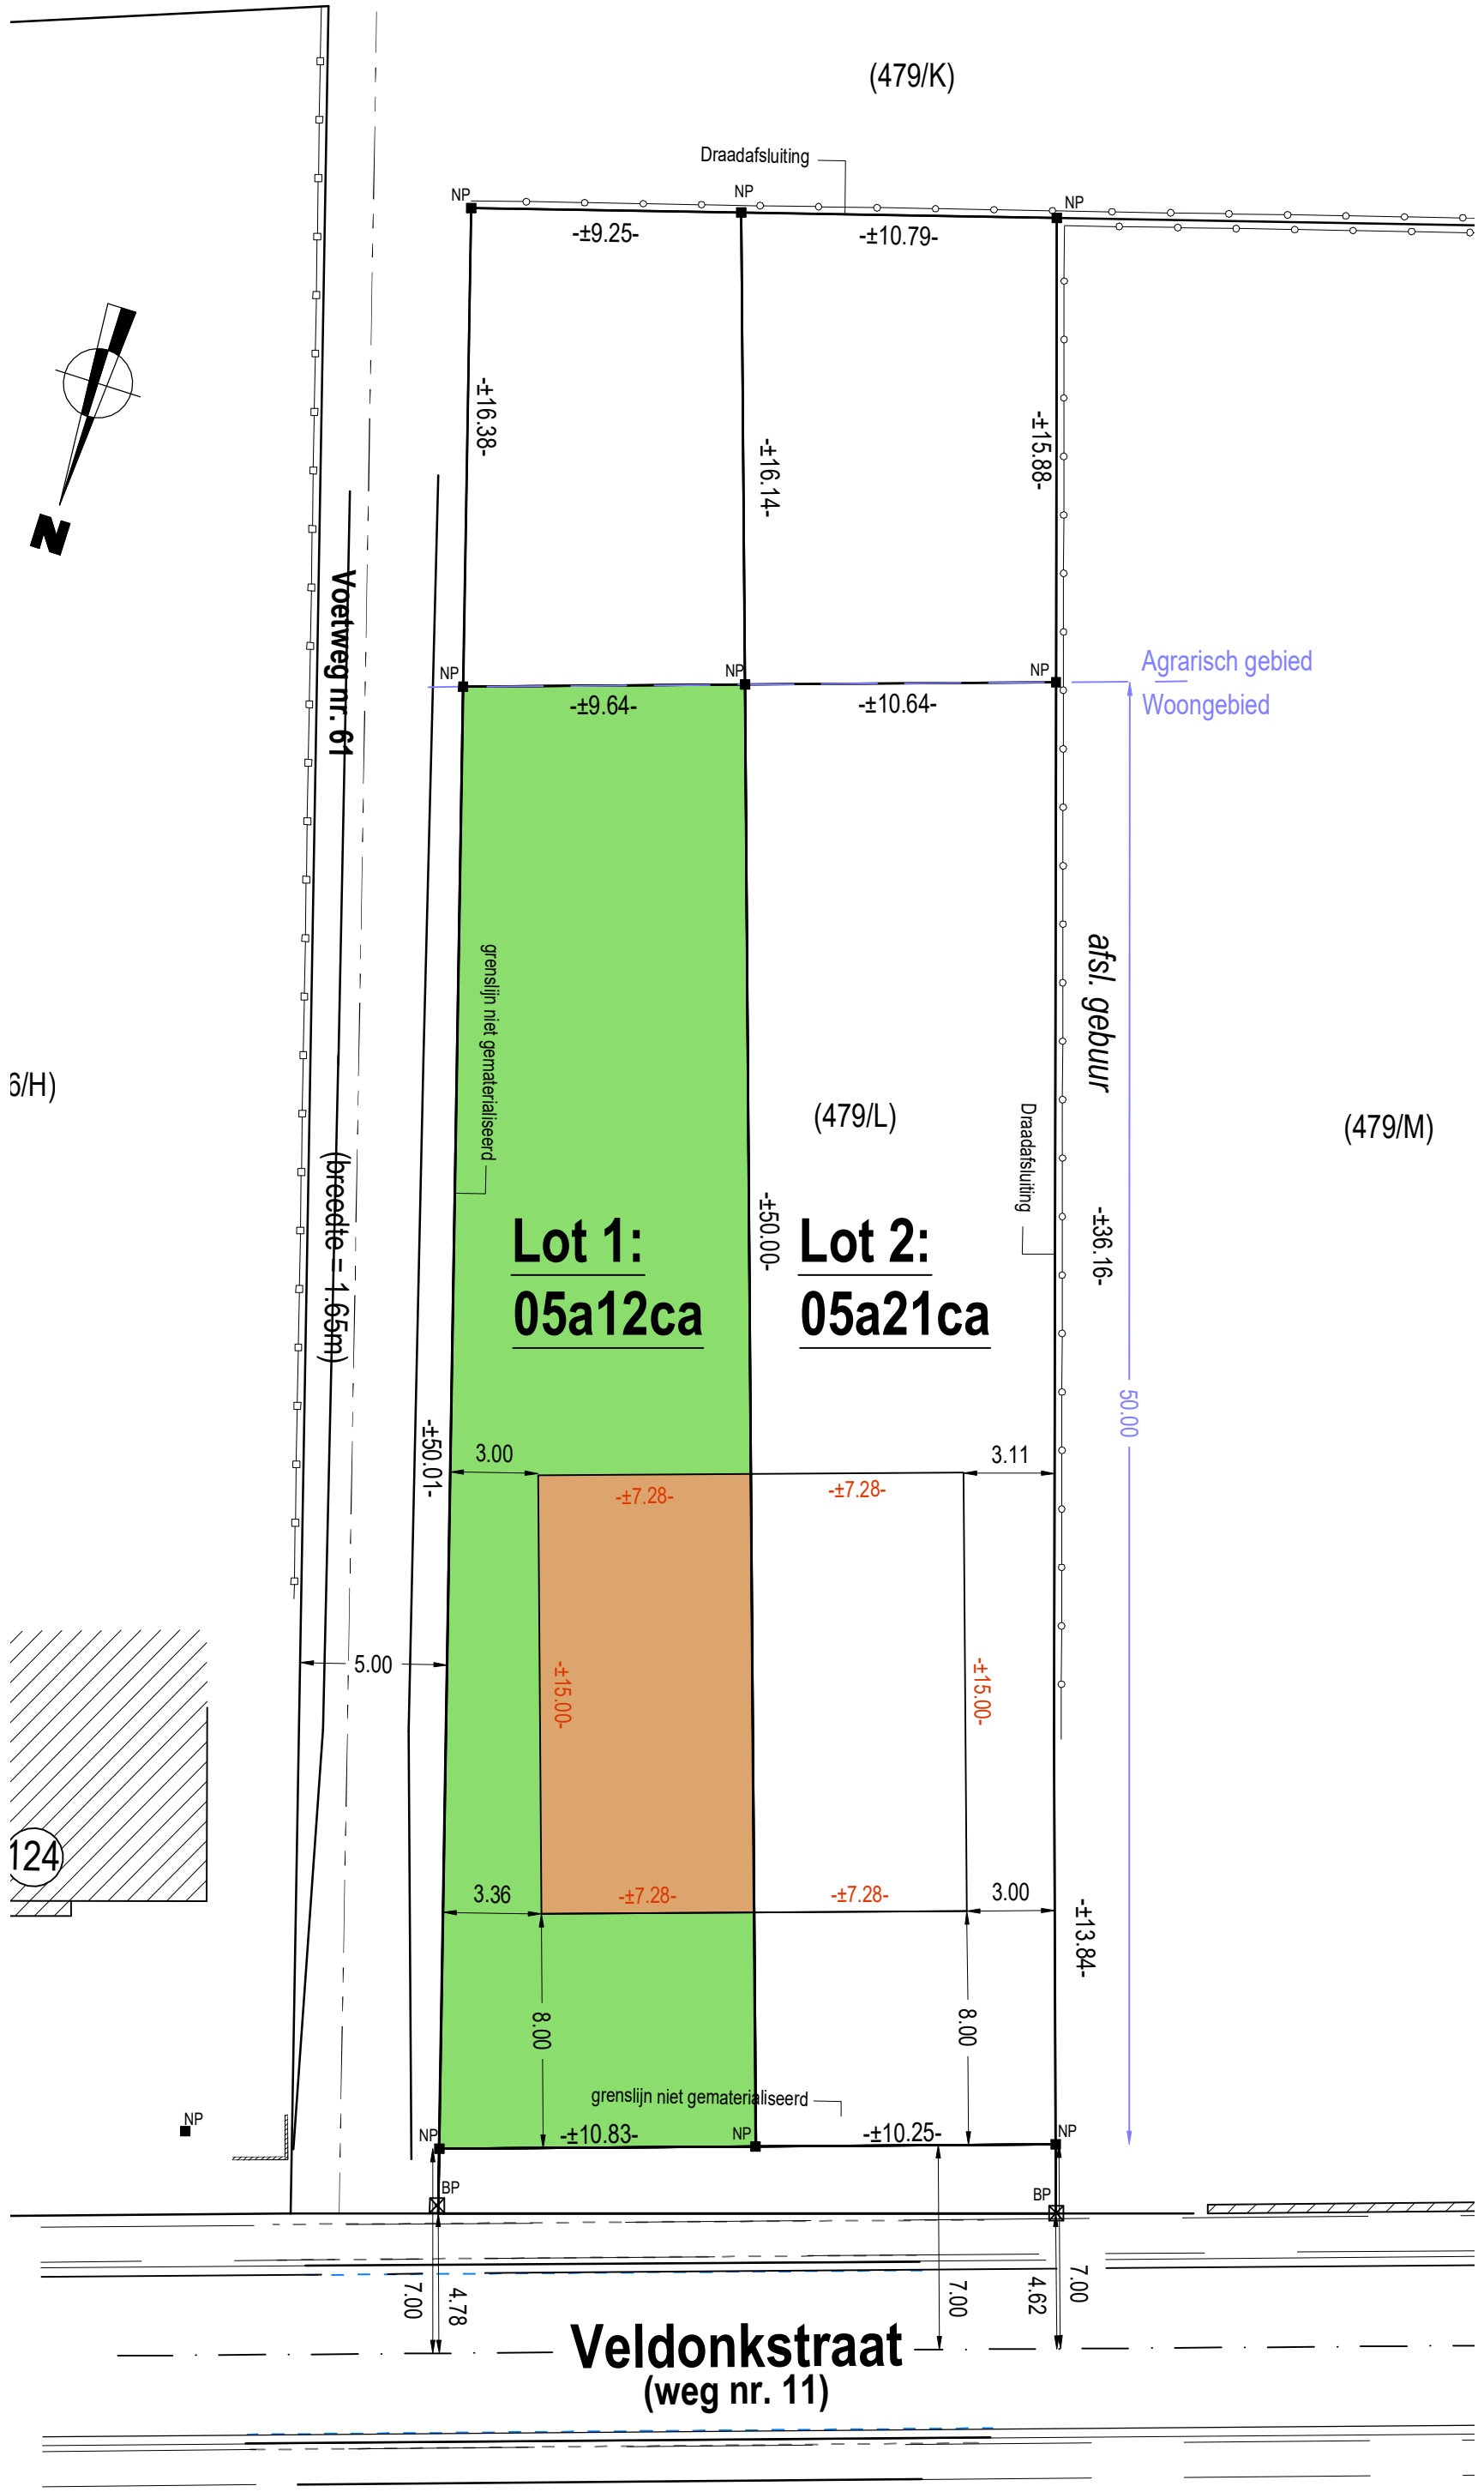 (479/K)
Draadafsluiting
NP
NP
NP
-±9.25-
-±10.79-
-±16.38-
-±16.14-
-±15.88-
N
Voetweg nr. 61
(breedte = 1.65m)
NP
NP
NP
-±9.64-
-±10.64-
Agrarisch gebied
Woongebied
grenslijn niet gematerialiseerd
afsl. gebuur
6/H)
(479/L)
Draadafsluiting
(479/M)
Lot 1:
05a12ca
-±50.00-
Lot 2:
05a21ca
-±36.16-
50.00
-±50.01-
3.00
-±7.28-
-±7.28-
3.11
5.00
-±15.00-
-±15.00-
124
3.36
-±7.28-
-±7.28-
3.00
-±13.84-
8.00
8.00
grenslijn niet gematerialiseerd
NP
NP
-±10.83-
NP
-±10.25-
NP
BP
BP
7.00
4.78
7.00
4.62
7.00
Veldonkstraat
(weg nr. 11)